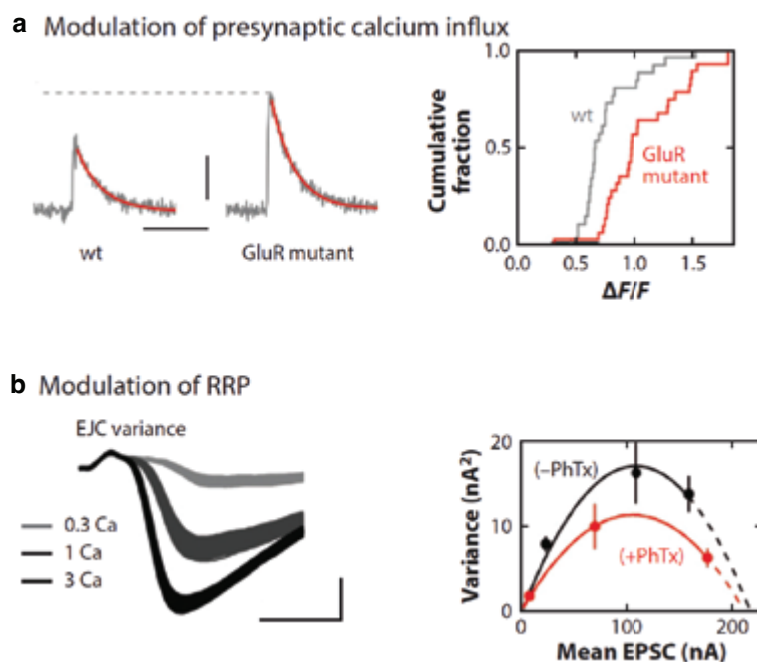 a Modulation of presynaptic calcium influx
wt
GluR mutant
Cumulative
fraction
1.0
0.5
0.0
wt
GluR
mutant
0.0 0.5 1.0 1.5
ΔF/F
b Modulation of RRP
EJC variance
0.3 Ca
1 Ca
3 Ca
Variance (nA²)
20
10
0
(−PhTx)
(+PhTx)
0 100 200
Mean EPSC (nA)